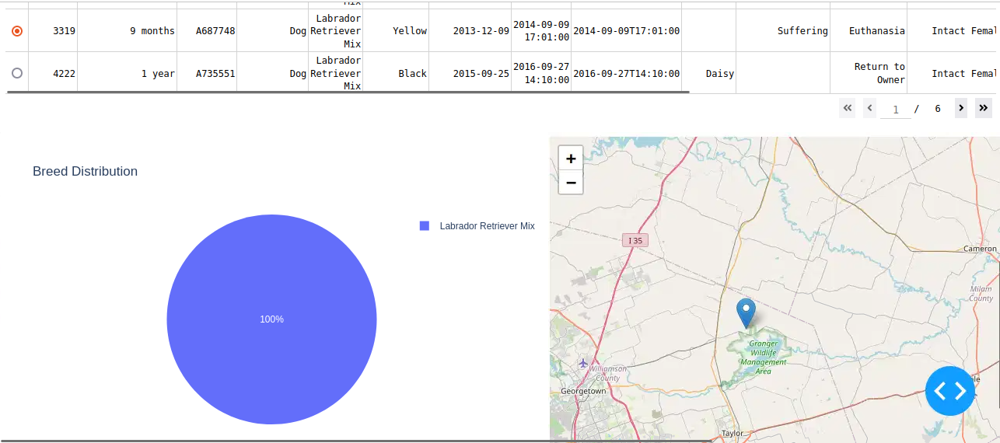 Mix
Labrador
3319 9 months A687748 Dog Retriever Yellow 2013-12-09 2014-09-09 2014-09-09T17:01:00 Suffering Euthanasia Intact Femal
Mix 17:01:00
Labrador
4222 1 year A735551 Dog Retriever Black 2015-09-25 2016-09-27 2016-09-27T14:10:00 Daisy Return to Intact Femal
Mix 14:10:00 Owner
1 / 6
Breed Distribution
Labrador Retriever Mix
100%
+
−
I 35
Cameron
Milam
County
Granger
Wildlife
Management
Area
Williamson
County
Georgetown
Taylor